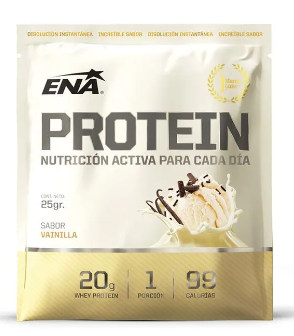 DISOLUCIÓN INSTANTÁNEA INCREÍBLE SABOR DISOLUCIÓN INSTANTÁNEA INCREÍBLE SABOR
ENA®
PROTEIN
NUTRICIÓN ACTIVA PARA CADA DÍA
CONT. NETO
25gr.
SABOR
VAINILLA
20g
WHEY PROTEIN
1
PORCIÓN
99
CALORÍAS